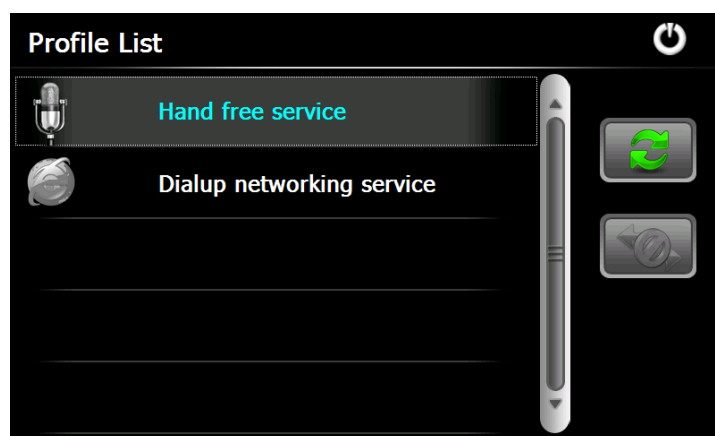 Profile List
Hand free service
Dialup networking service